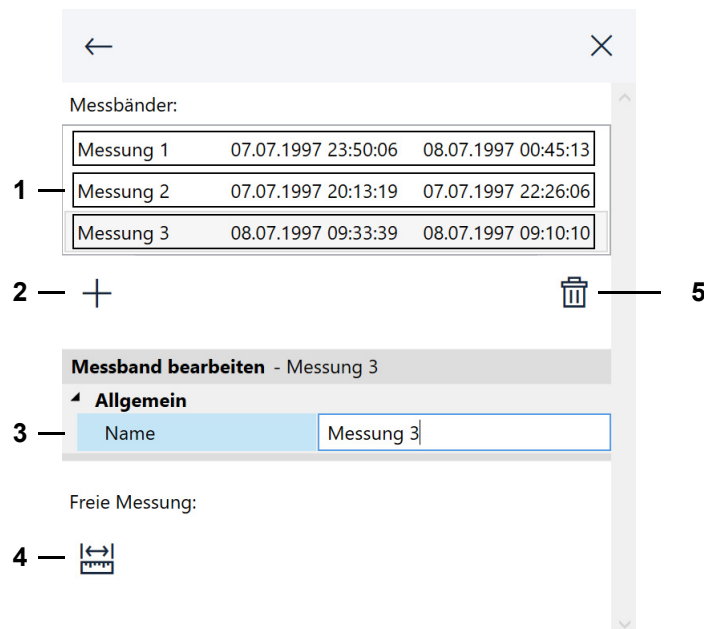 Messbänder:
Messung 1 07.07.1997 23:50:06 08.07.1997 00:45:13
1 Messung 2 07.07.1997 20:13:19 07.07.1997 22:26:06
Messung 3 08.07.1997 09:33:39 08.07.1997 09:10:10
2 5
Messband bearbeiten - Messung 3
Allgemein
3 Name Messung 3
Freie Messung:
4